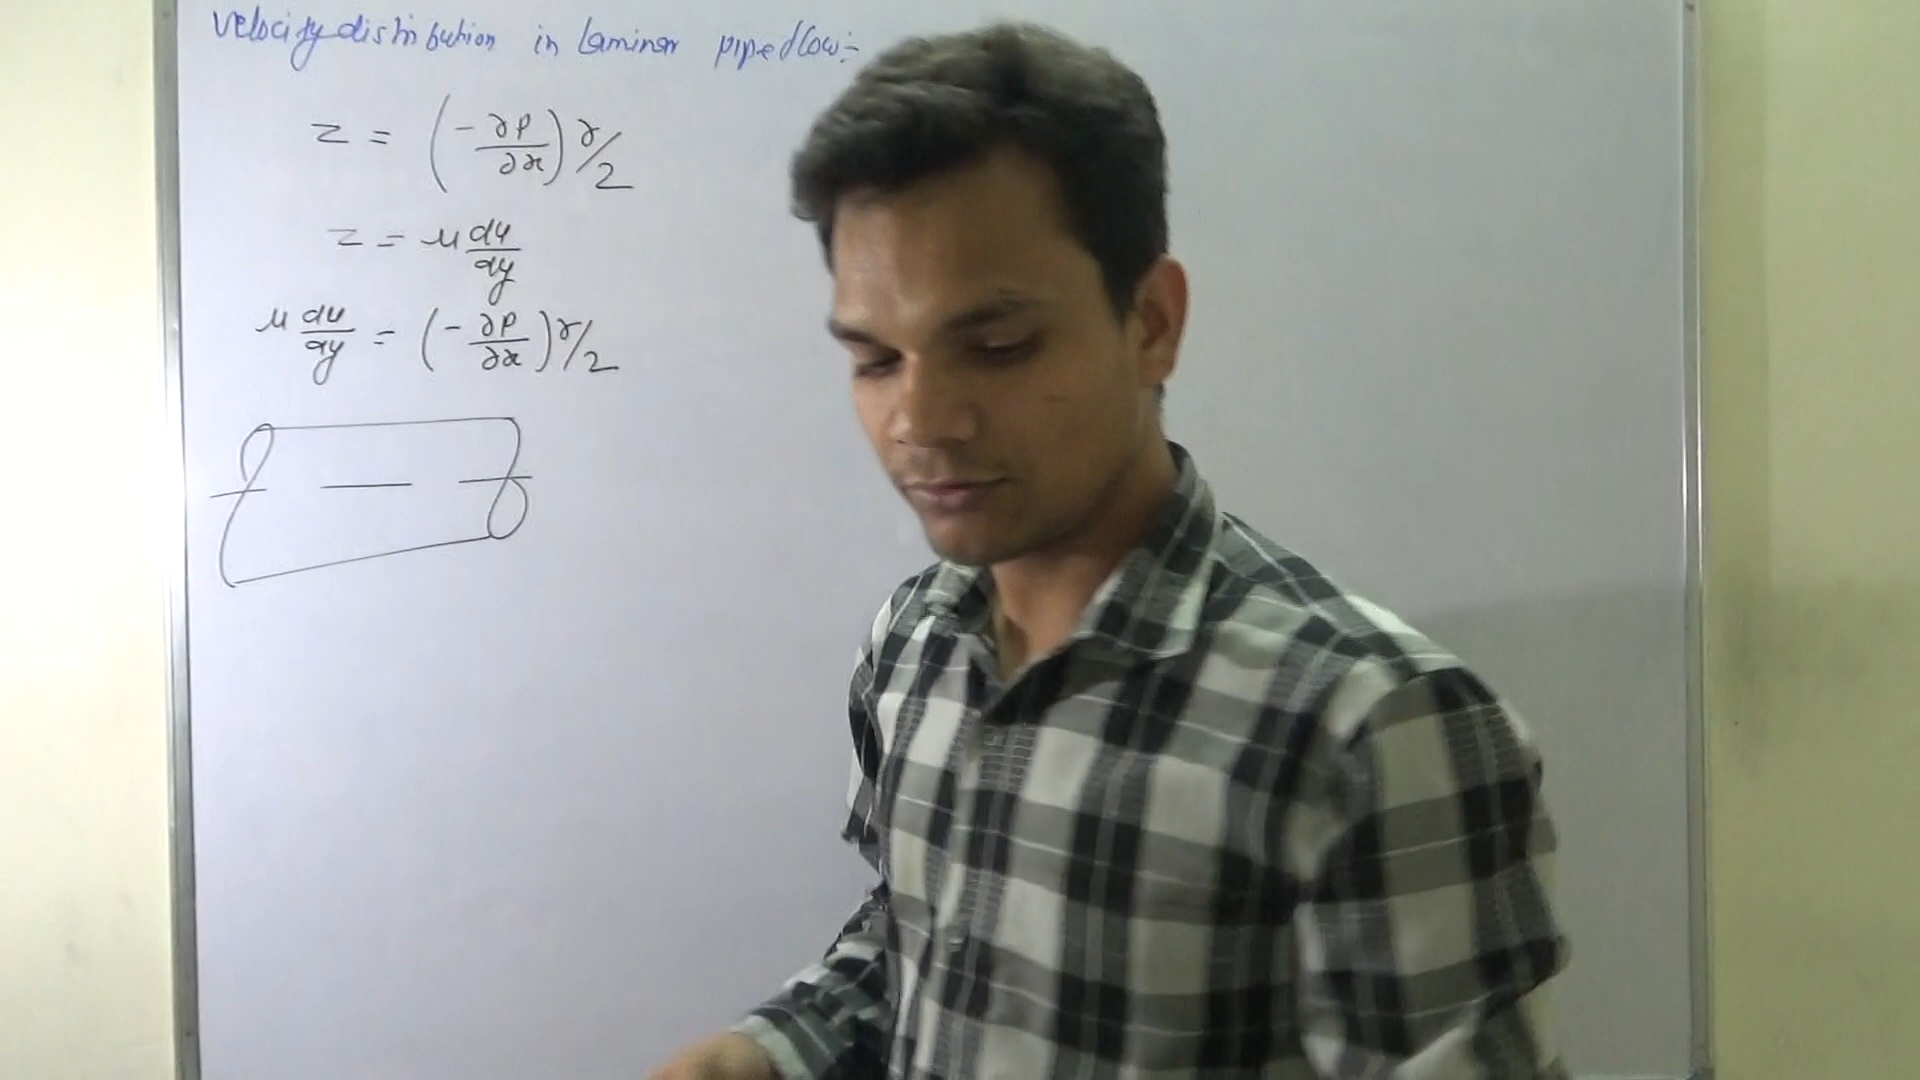 Velocity distribution in Laminar pipe flow:-
τ = (-∂P/∂x) r/2
τ = μ du/dy
μ du/dy = (-∂P/∂x) r/2